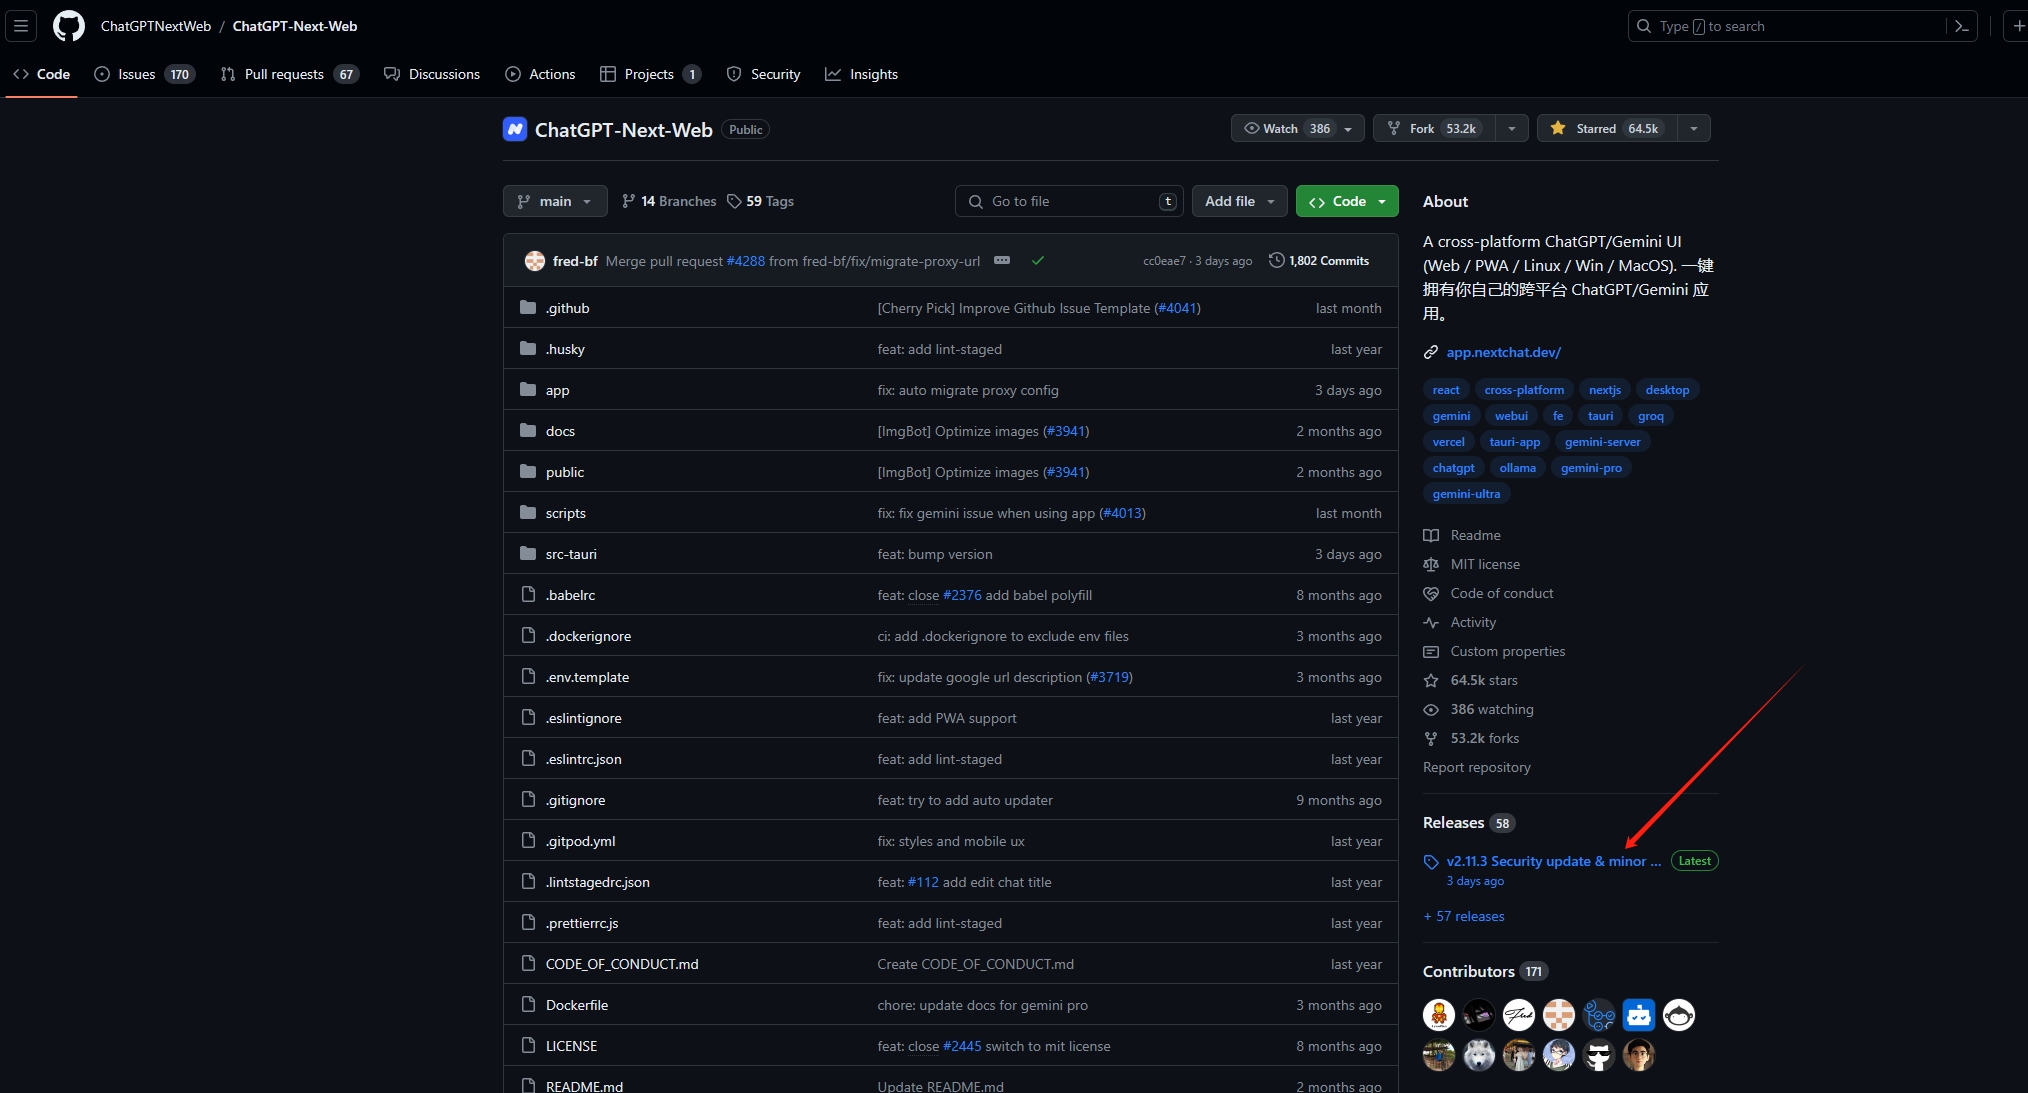 ChatGPTNextWeb / ChatGPT-Next-Web
Type / to search
Code
Issues 170
Pull requests 67
Discussions
Actions
Projects 1
Security
Insights
ChatGPT-Next-Web Public
Watch 386
Fork 53.2k
Starred 64.5k
main
14 Branches
59 Tags
Go to file t
Add file
Code
fred-bf Merge pull request #4288 from fred-bf/fix/migrate-proxy-url
cc0eae7 · 3 days ago
1,802 Commits
.github [Cherry Pick] Improve Github Issue Template (#4041) last month
.husky feat: add lint-staged last year
app fix: auto migrate proxy config 3 days ago
docs [ImgBot] Optimize images (#3941) 2 months ago
public [ImgBot] Optimize images (#3941) 2 months ago
scripts fix: fix gemini issue when using app (#4013) last month
src-tauri feat: bump version 3 days ago
.babelrc feat: close #2376 add babel polyfill 8 months ago
.dockerignore ci: add .dockerignore to exclude env files 3 months ago
.env.template fix: update google url description (#3719) 3 months ago
.eslintignore feat: add PWA support last year
.eslintrc.json feat: add lint-staged last year
.gitignore feat: try to add auto updater 9 months ago
.gitpod.yml fix: styles and mobile ux last year
.lintstagedrc.json feat: #112 add edit chat title last year
.prettierrc.js feat: add lint-staged last year
CODE_OF_CONDUCT.md Create CODE_OF_CONDUCT.md last year
Dockerfile chore: update docs for gemini pro 3 months ago
LICENSE feat: close #2445 switch to mit license 8 months ago
README.md Update README.md 2 months ago
About
A cross-platform ChatGPT/Gemini UI
(Web / PWA / Linux / Win / MacOS). 一键
拥有你自己的跨平台 ChatGPT/Gemini 应
用。
app.nextchat.dev/
react cross-platform nextjs desktop
gemini webui fe tauri groq
vercel tauri-app gemini-server
chatgpt ollama gemini-pro
gemini-ultra
Readme
MIT license
Code of conduct
Activity
Custom properties
64.5k stars
386 watching
53.2k forks
Report repository
Releases 58
v2.11.3 Security update & minor ... Latest
3 days ago
+ 57 releases
Contributors 171